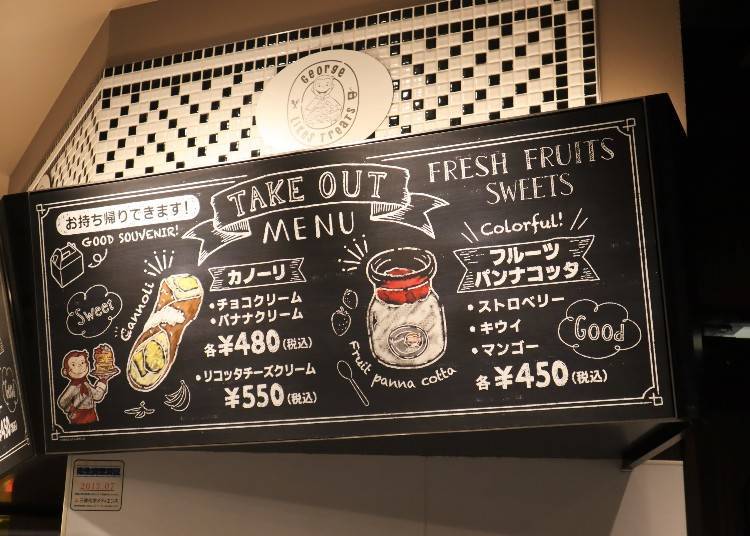 George
Likes Treats
お持ち帰りできます!
GOOD SOUVENIR!
TAKE OUT
MENU
FRESH FRUITS
SWEETS
Sweet
Cannoli
カノーリ
・チョコクリーム
・バナナクリーム
各¥480(税込)
・リコッタチーズクリーム
¥550(税込)
Fruit panna cotta
Colorful!
フルーツ
パンナコッタ
・ストロベリー
・キウイ
・マンゴー
各¥450(税込)
Good
2017.07